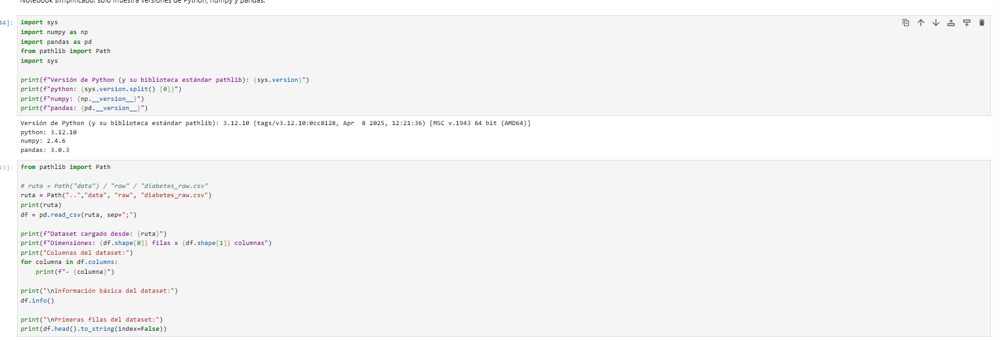 Notebook simplificado: solo muestra versiones de Python, numpy y pandas.
44]:
import sys
import numpy as np
import pandas as pd
from pathlib import Path
import sys
print(f"Versión de Python (y su biblioteca estándar pathlib): {sys.version}")
print(f"python: {sys.version.split() [0]}")
print(f"numpy: {np.__version__}")
print(f"pandas: {pd.__version__}")
Versión de Python (y su biblioteca estándar pathlib): 3.12.10 (tags/v3.12.10:0cc8128, Apr  8 2025, 12:21:36) [MSC v.1943 64 bit (AMD64)]
python: 3.12.10
numpy: 2.4.6
pandas: 3.0.3
43]:
from pathlib import Path
# ruta = Path("data") / "raw" / "diabetes_raw.csv"
ruta = Path("..","data", "raw", "diabetes_raw.csv")
print(ruta)
df = pd.read_csv(ruta, sep=";")
print(f"Dataset cargado desde: {ruta}")
print(f"Dimensiones: {df.shape[0]} filas x {df.shape[1]} columnas")
print("Columnas del dataset:")
for columna in df.columns:
    print(f"- {columna}")
print("\nInformación básica del dataset:")
df.info()
print("\nPrimeras filas del dataset:")
print(df.head().to_string(index=False))